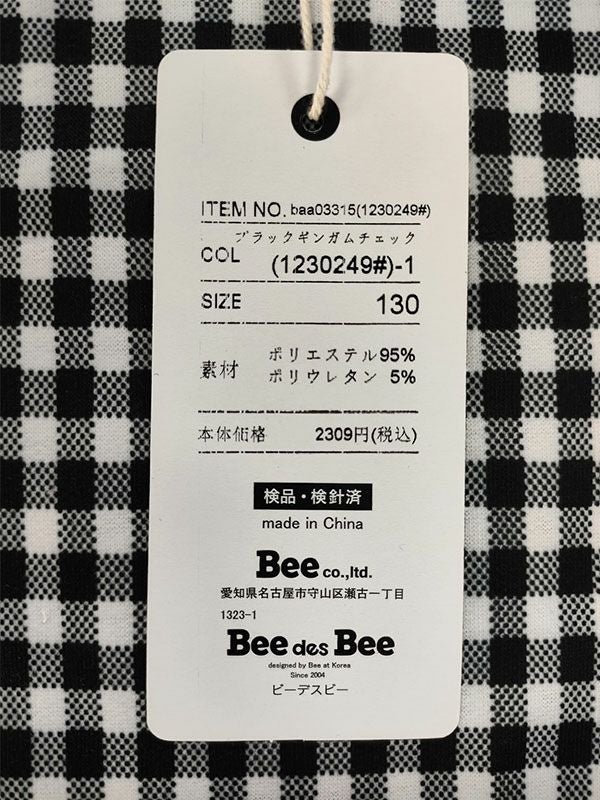 ITEM NO. baa03315(1230249#)
ブラックギンガムチェック
COL (1230249#)-1
SIZE 130
素材 ポリエステル95%
ポリウレタン 5%
本体価格 2309円(税込)
検品・検針済
made in China
Bee co.,ltd.
愛知県名古屋市守山区瀬古一丁目
1323-1
Bee des Bee
designed by Bee at Korea
Since 2004
ビーデスビー